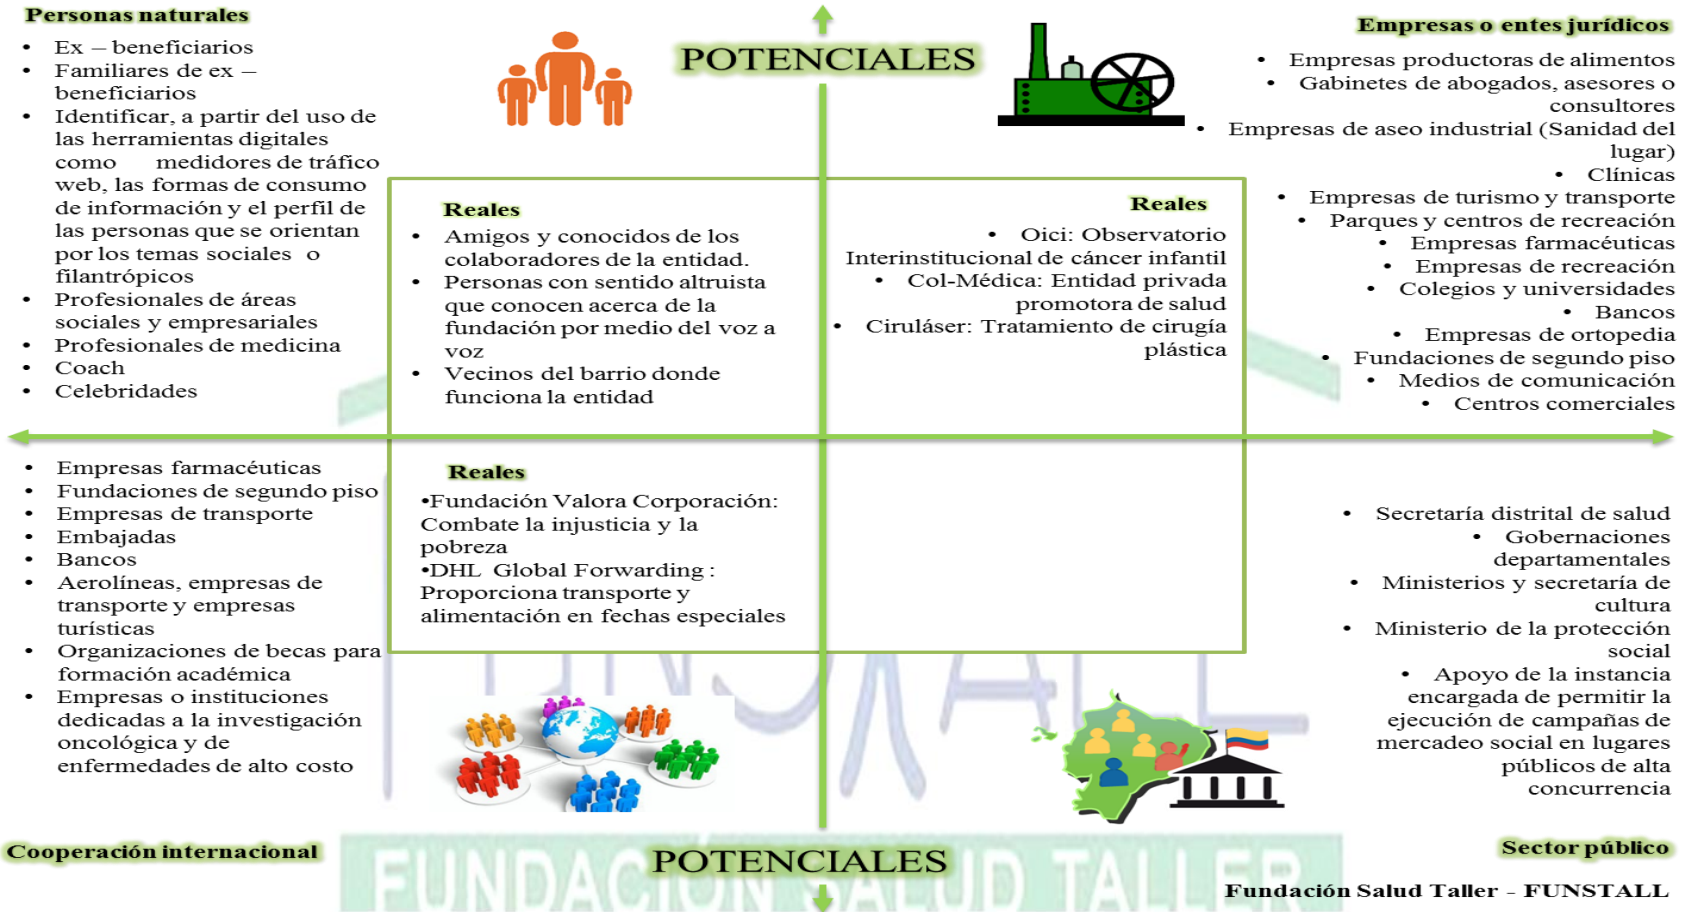 Personas naturales
• Ex – beneficiarios
• Familiares de ex –
beneficiarios
• Identificar, a partir del uso de
las herramientas digitales
como medidores de tráfico
web, las formas de consumo
de información y el perfil de
las personas que se orientan
por los temas sociales o
filantrópicos
• Profesionales de áreas
sociales y empresariales
• Profesionales de medicina
• Coach
• Celebridades
POTENCIALES
Empresas o entes jurídicos
• Empresas productoras de alimentos
• Gabinetes de abogados, asesores o
consultores
• Empresas de aseo industrial (Sanidad del
lugar)
• Clínicas
• Empresas de turismo y transporte
• Parques y centros de recreación
• Empresas farmacéuticas
• Empresas de recreación
• Colegios y universidades
• Bancos
• Empresas de ortopedia
• Fundaciones de segundo piso
• Medios de comunicación
• Centros comerciales
Reales
• Amigos y conocidos de los
colaboradores de la entidad.
• Personas con sentido altruista
que conocen acerca de la
fundación por medio del voz a
voz
• Vecinos del barrio donde
funciona la entidad
Reales
• Oici: Observatorio
Interinstitucional de cáncer infantil
• Col-Médica: Entidad privada
promotora de salud
• Ciruláser: Tratamiento de cirugía
plástica
• Empresas farmacéuticas
• Fundaciones de segundo piso
• Empresas de transporte
• Embajadas
• Bancos
• Aerolíneas, empresas de
transporte y empresas
turísticas
• Organizaciones de becas para
formación académica
• Empresas o instituciones
dedicadas a la investigación
oncológica y de
enfermedades de alto costo
Reales
•Fundación Valora Corporación:
Combate la injusticia y la
pobreza
•DHL Global Forwarding :
Proporciona transporte y
alimentación en fechas especiales
• Secretaría distrital de salud
• Gobernaciones
departamentales
• Ministerios y secretaría de
cultura
• Ministerio de la protección
social
• Apoyo de la instancia
encargada de permitir la
ejecución de campañas de
mercadeo social en lugares
públicos de alta
concurrencia
FUNSTALL
Cooperación internacional
POTENCIALES
Sector público
FUNDACIÓN SALUD TALLER
Fundación Salud Taller - FUNSTALL